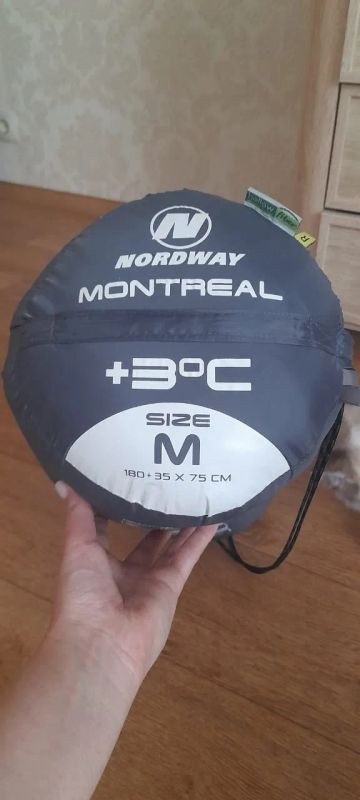 N
NORDWAY
MONTREAL
+3°C
SIZE
M
180+35 X 75 CM
R